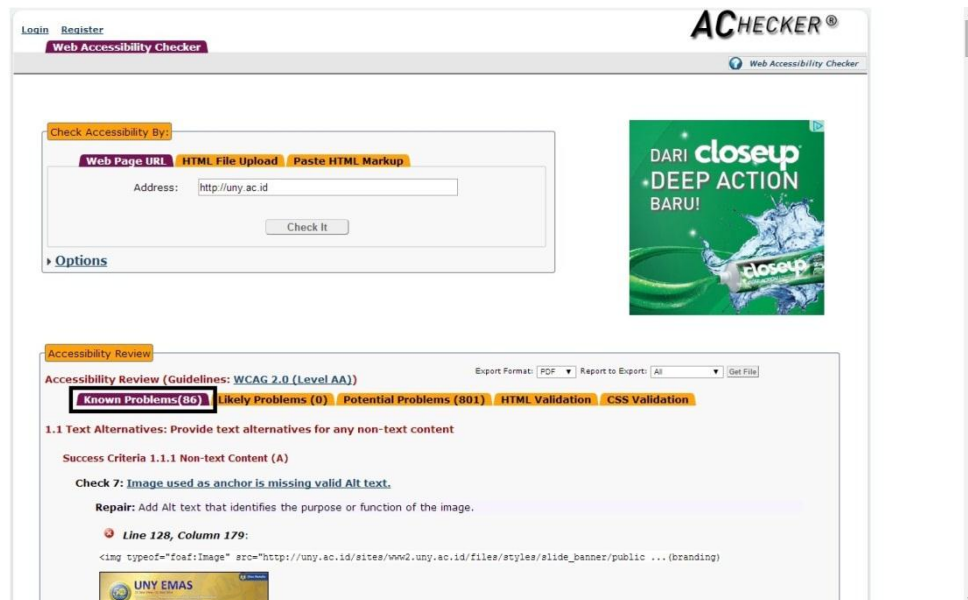 Login Register
ACHECKER ®
Web Accessibility Checker
Web Accessibility Checker
Check Accessibility By:
Web Page URL HTML File Upload Paste HTML Markup
Address: http://uny.ac.id
Check It
Options
DARI closeup
DEEP ACTION
BARU!
closeup
Accessibility Review
Accessibility Review (Guidelines: WCAG 2.0 (Level AA))
Export Format: PDF Report to Export: All Get File
Known Problems(86) Likely Problems (0) Potential Problems (801) HTML Validation CSS Validation
1.1 Text Alternatives: Provide text alternatives for any non-text content
Success Criteria 1.1.1 Non-text Content (A)
Check 7: Image used as anchor is missing valid Alt text.
Repair: Add Alt text that identifies the purpose or function of the image.
Line 128, Column 179:
<img typeof="foaf:Image" src="http://uny.ac.id/sites/www2.uny.ac.id/files/styles/slide_banner/public ...(branding)
UNY EMAS